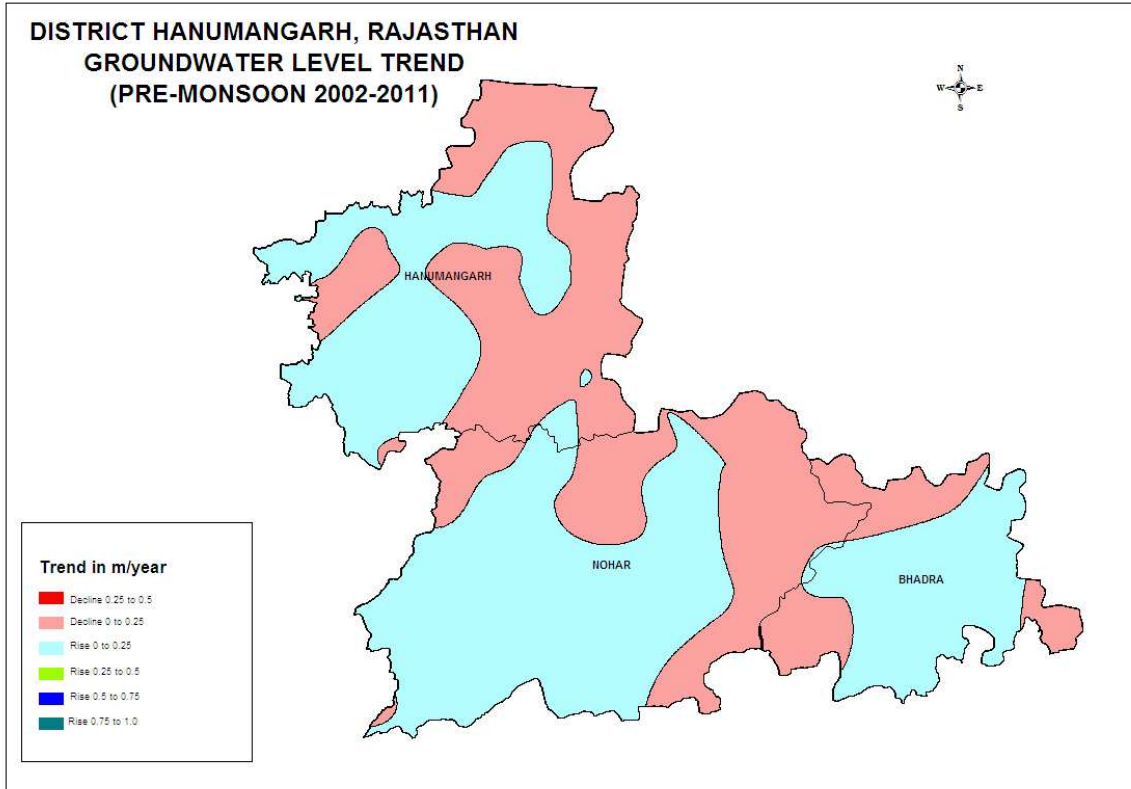 DISTRICT HANUMANGARH, RAJASTHAN
GROUNDWATER LEVEL TREND
(PRE-MONSOON 2002-2011)
N
W E
S
HANUMANGARH
NOHAR
BHADRA
Trend in m/year
Decline 0.25 to 0.5
Decline 0 to 0.25
Rise 0 to 0.25
Rise 0.25 to 0.5
Rise 0.5 to 0.75
Rise 0.75 to 1.0